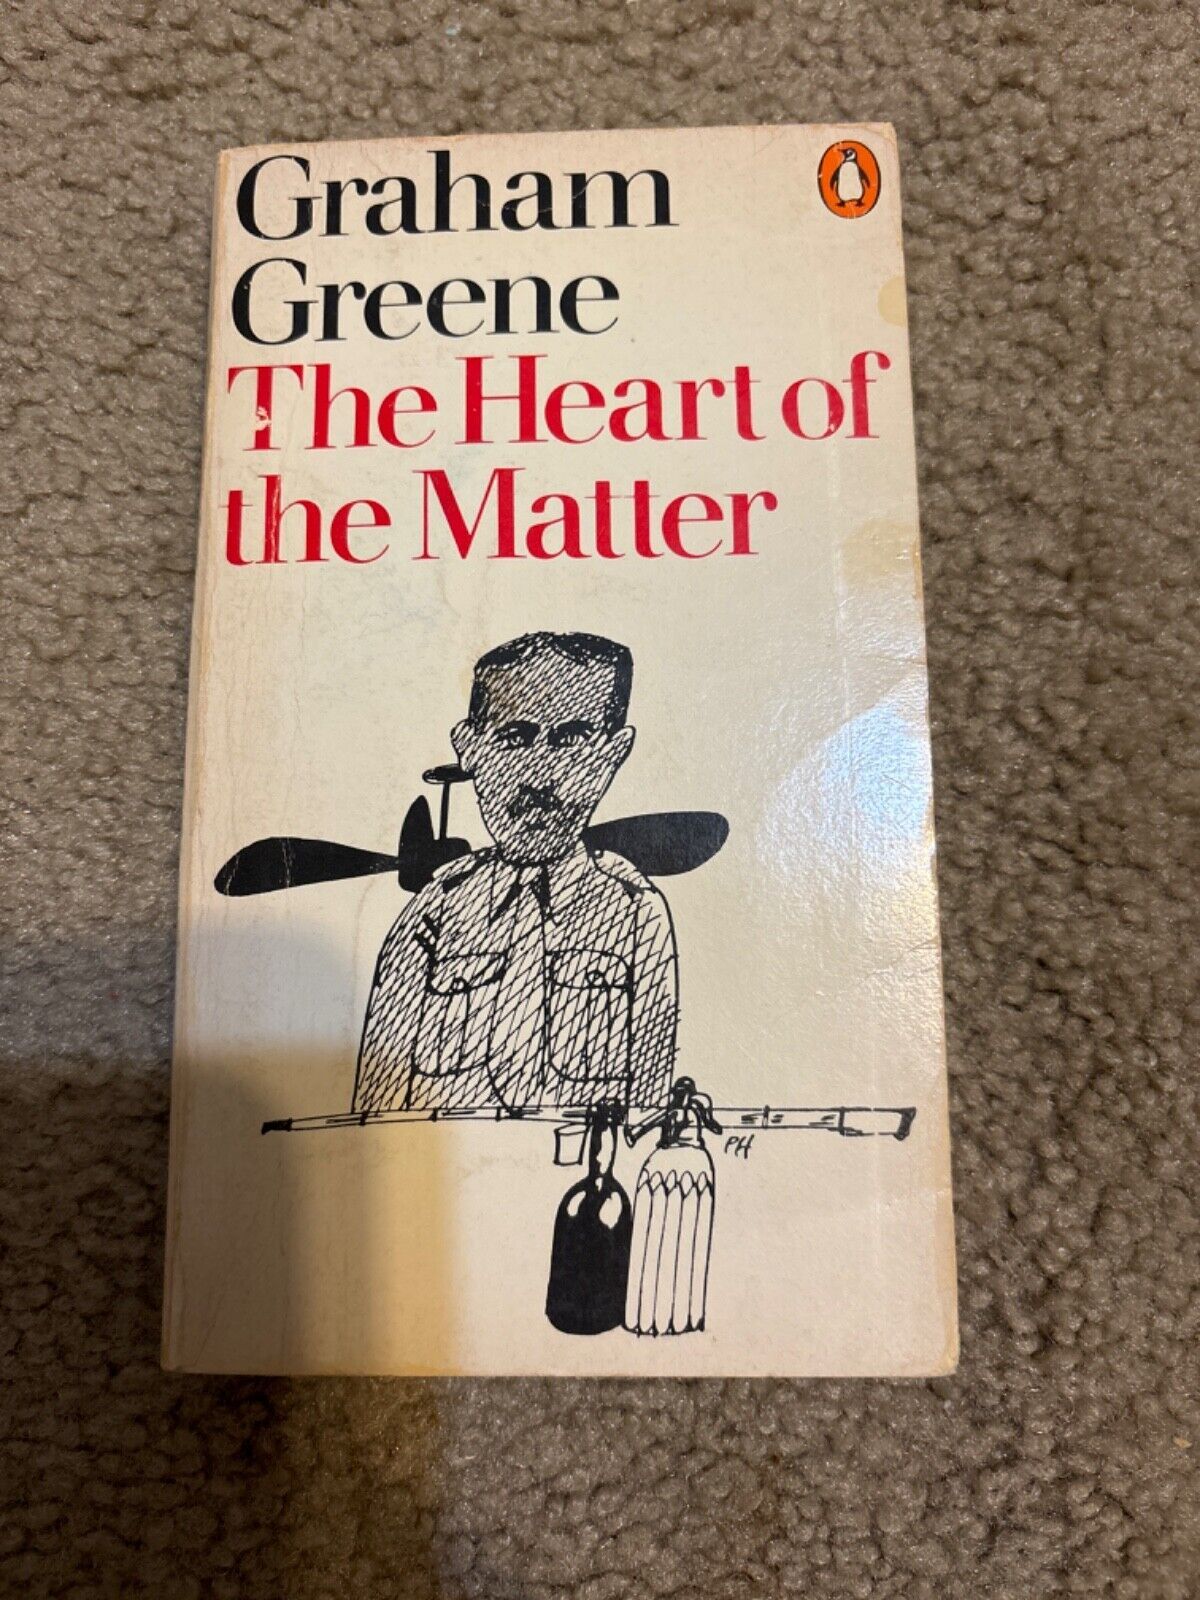 Graham
Greene
The Heart of
the Matter
PH